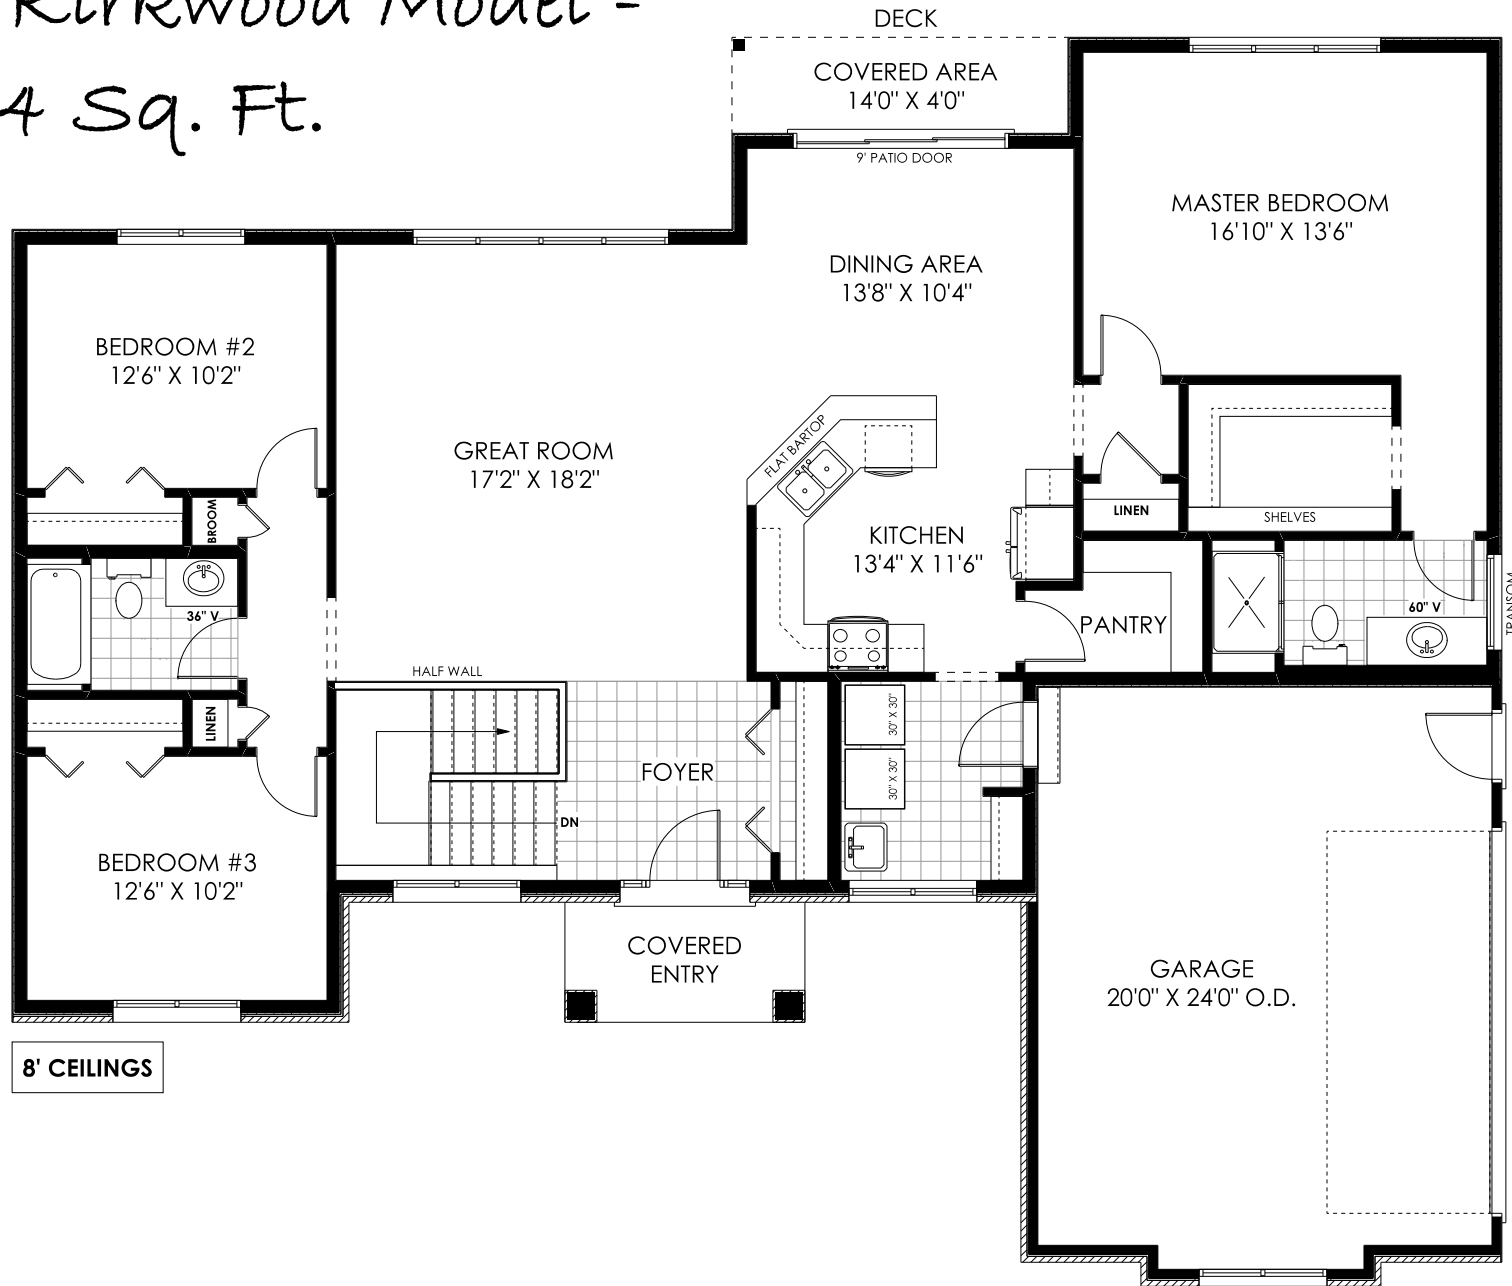 Kirkwood Model -
4 Sq. Ft.
DECK
COVERED AREA
14'0" X 4'0"
9' PATIO DOOR
MASTER BEDROOM
16'10" X 13'6"
DINING AREA
13'8" X 10'4"
BEDROOM #2
12'6" X 10'2"
GREAT ROOM
17'2" X 18'2"
FLAT BARTOP
KITCHEN
13'4" X 11'6"
LINEN
SHELVES
BROOM
36" V
60" V
TRANSOM
PANTRY
HALF WALL
LINEN
30" X 30"
30" X 30"
FOYER
DN
BEDROOM #3
12'6" X 10'2"
COVERED
ENTRY
GARAGE
20'0" X 24'0" O.D.
8' CEILINGS